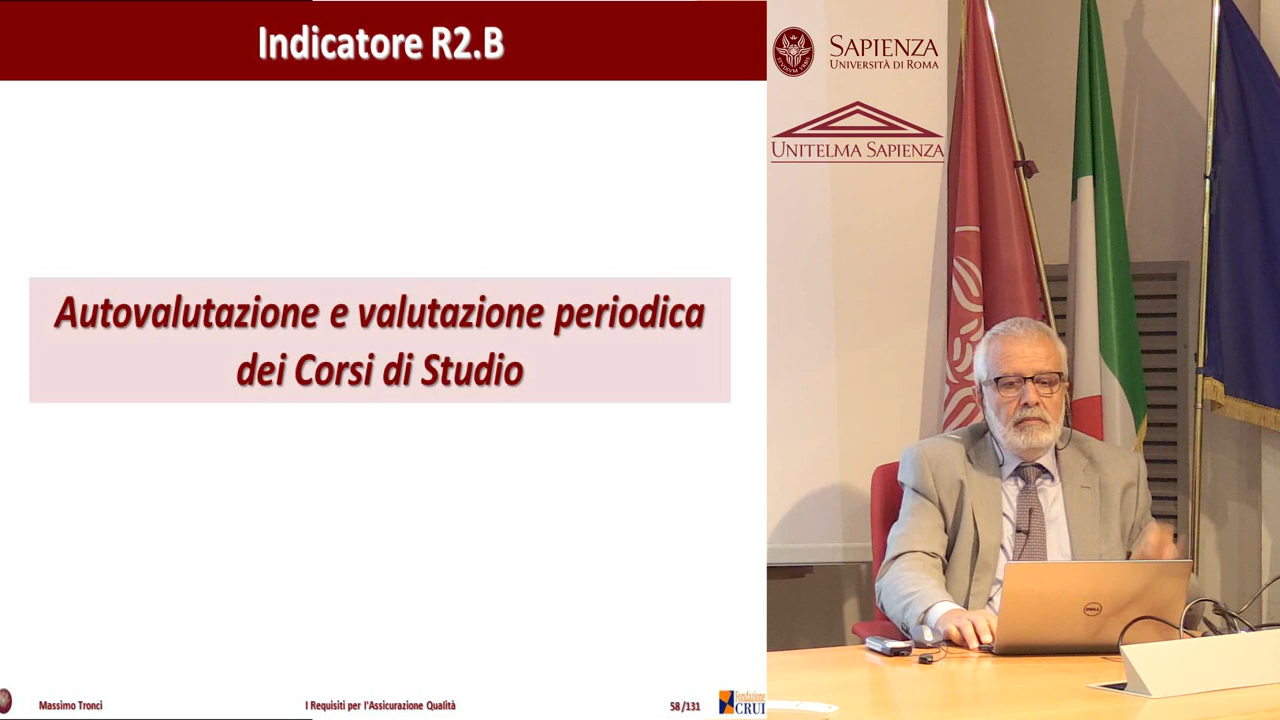 Indicatore R2.B
Autovalutazione e valutazione periodica
dei Corsi di Studio
Massimo Tronci
I Requisiti per l'Assicurazione Qualità
58 /131
Fondazione
CRUI
SAPIENZA
UNIVERSITÀ DI ROMA
UNITELMA SAPIENZA
DELL